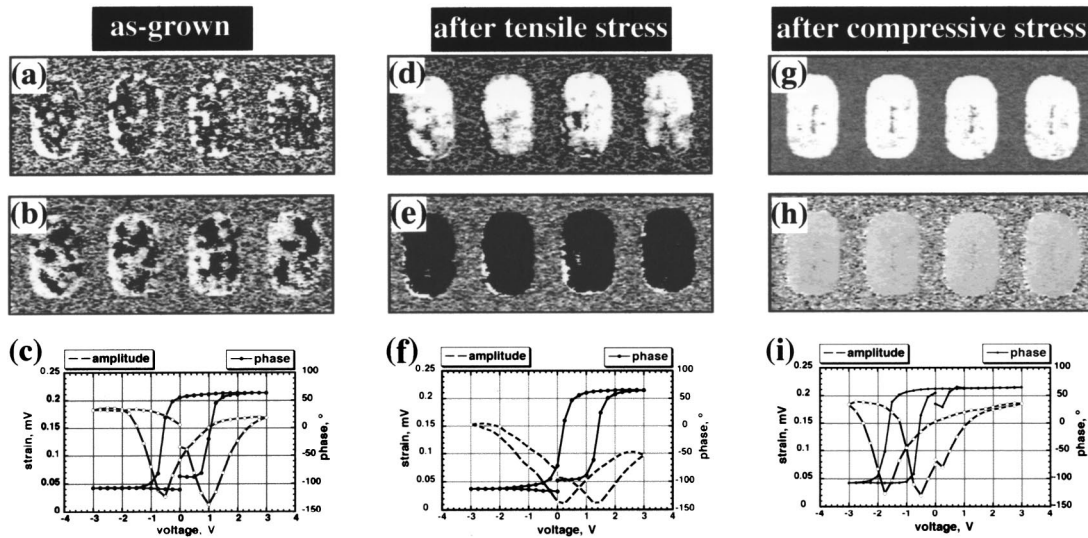 as-grown
after tensile stress
after compressive stress
(a)
(d)
(g)
(b)
(e)
(h)
(c)
amplitude
phase
0.25
0.2
0.15
0.1
0.05
0
strain, mV
100
50
0
-50
-100
-150
phase, °
-4 -3 -2 -1 0 1 2 3 4
voltage, V
(f)
amplitude
phase
0.25
0.2
0.15
0.1
0.05
0
strain, mV
100
50
0
-50
-100
-150
phase, °
-4 -3 -2 -1 0 1 2 3 4
voltage, V
(i)
amplitude
phase
0.25
0.2
0.15
0.1
0.05
0
strain, mV
100
50
0
-50
-100
-150
phase, °
-4 -3 -2 -1 0 1 2 3 4
voltage, V